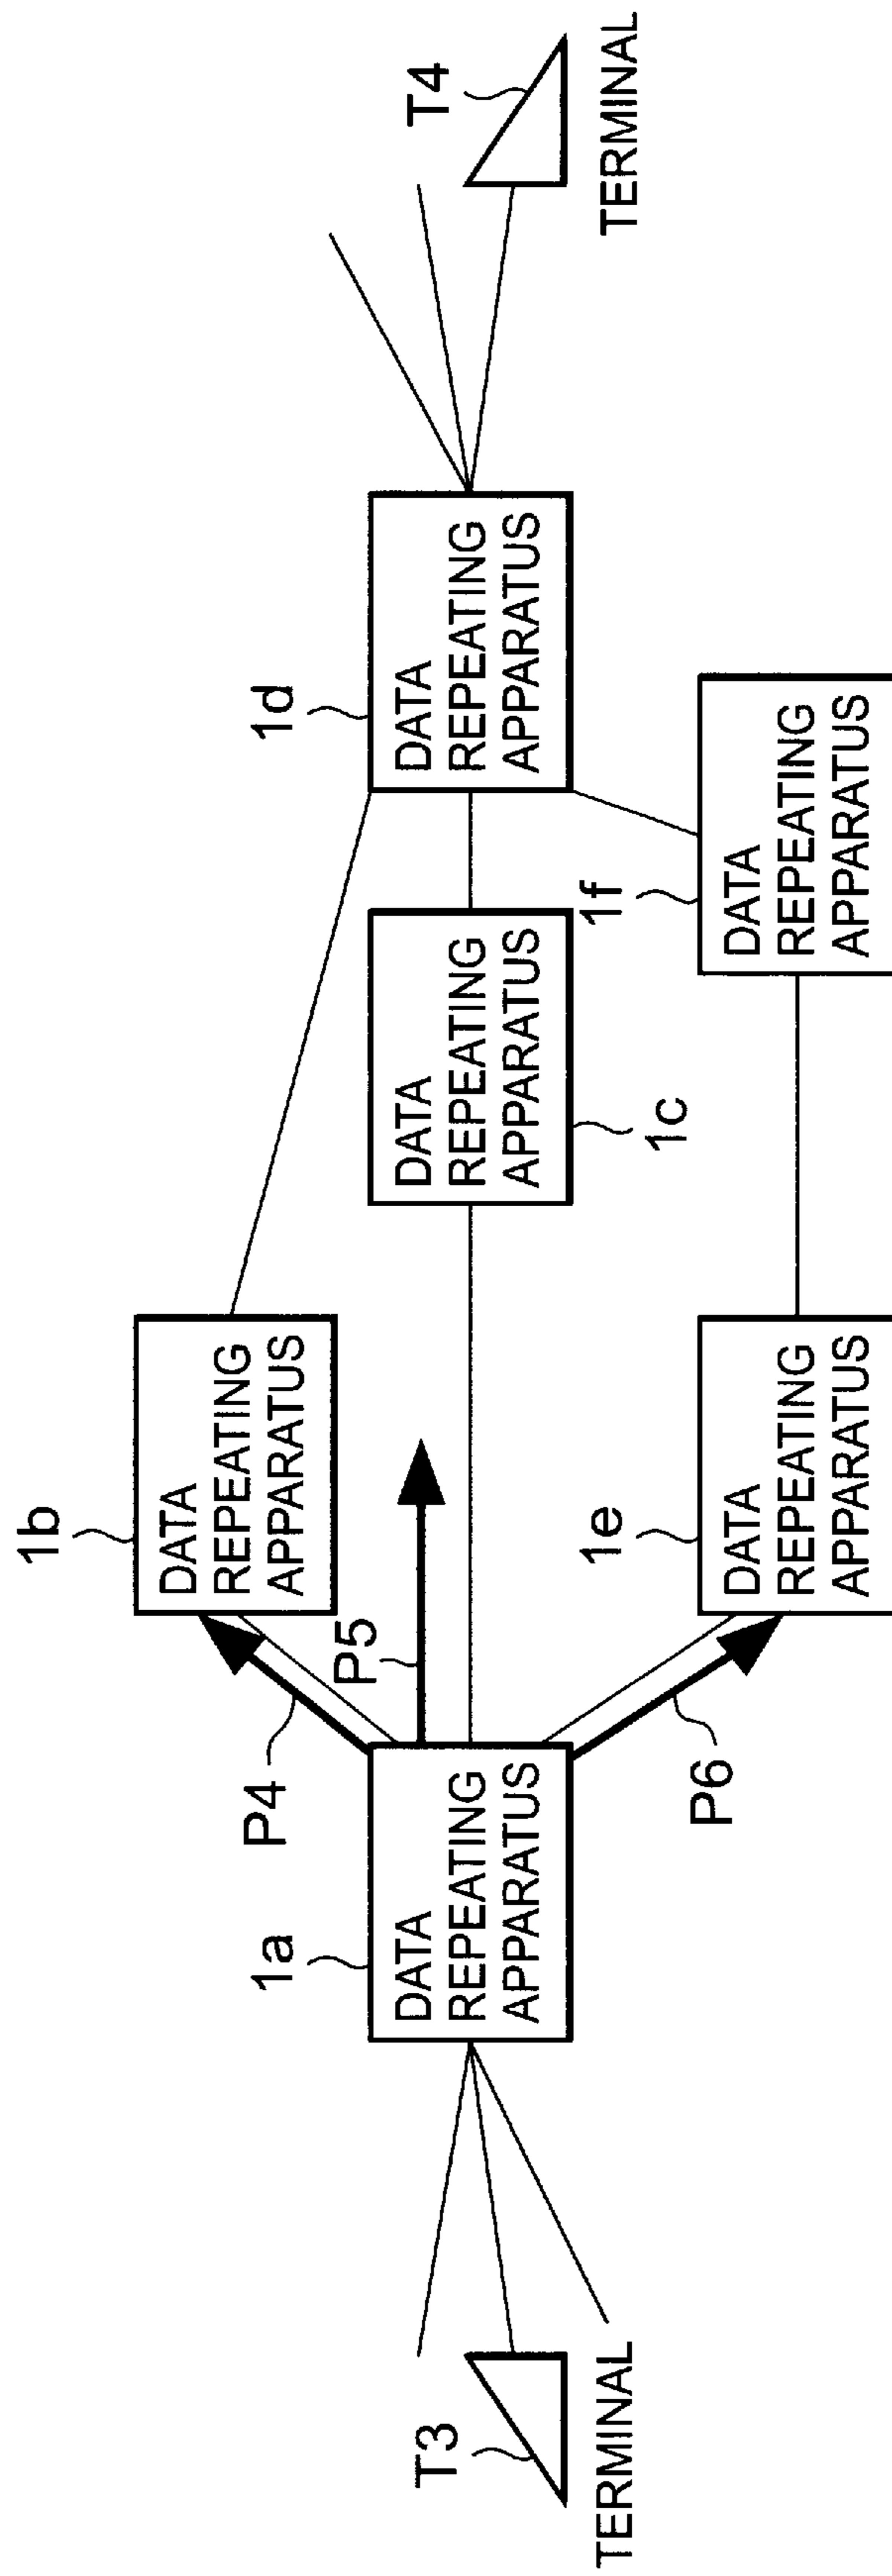 1b
DATA
REPEATING
APPARATUS
P4
1a
DATA
REPEATING
APPARATUS
P5
DATA
REPEATING
APPARATUS
1c
1d
DATA
REPEATING
APPARATUS
T4
TERMINAL
T3
TERMINAL
P6
1e
DATA
REPEATING
APPARATUS
1f
DATA
REPEATING
APPARATUS